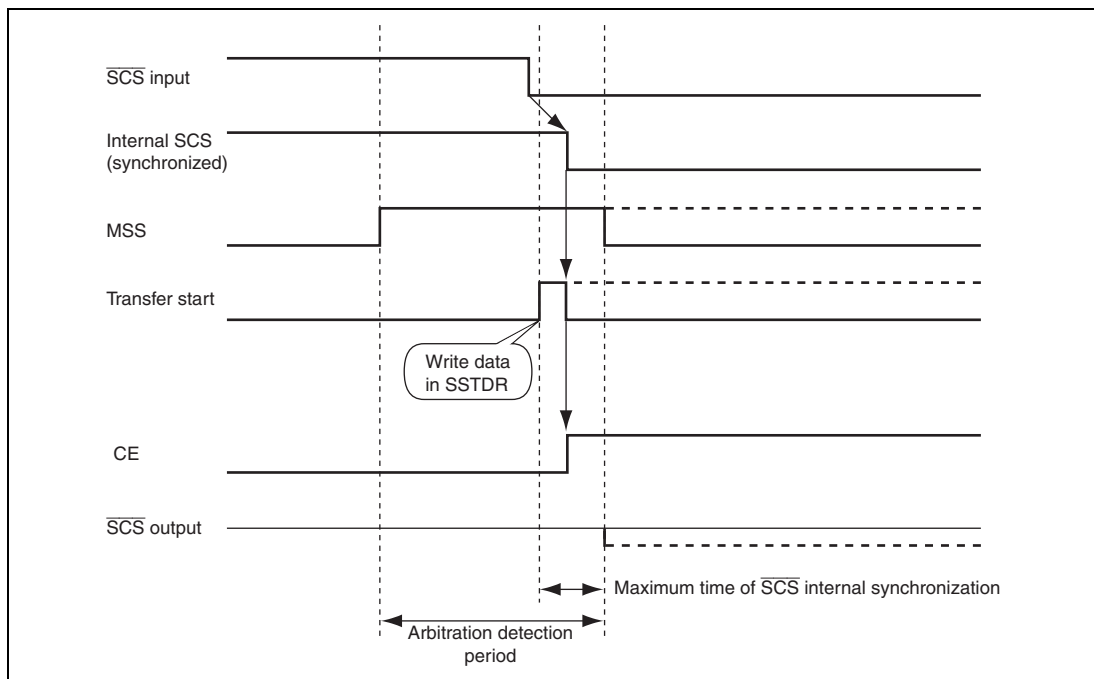 SCS input
Internal SCS
(synchronized)
MSS
Transfer start
Write data
in SSTDR
CE
SCS output
Maximum time of SCS internal synchronization
Arbitration detection
period